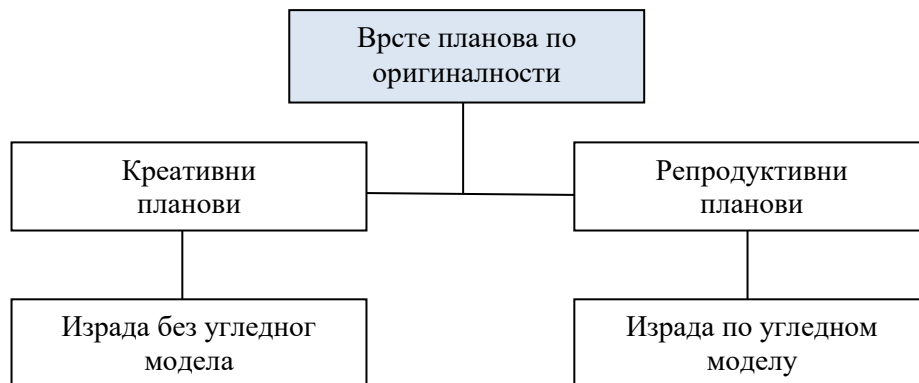 Врсте планова по
оригиналности
Креативни
планови
Репродуктивни
планови
Израда без угледног
модела
Израда по угледном
моделу